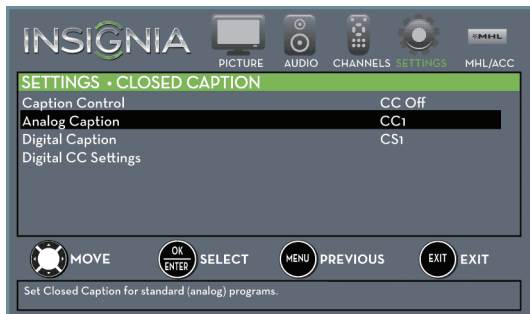 INSIGNIA
PICTURE AUDIO CHANNELS SETTINGS MHL/ACC
MHL
SETTINGS • CLOSED CAPTION
Caption Control CC Off
Analog Caption CC1
Digital Caption CS1
Digital CC Settings
MOVE OK ENTER SELECT MENU PREVIOUS EXIT EXIT
Set Closed Caption for standard (analog) programs.